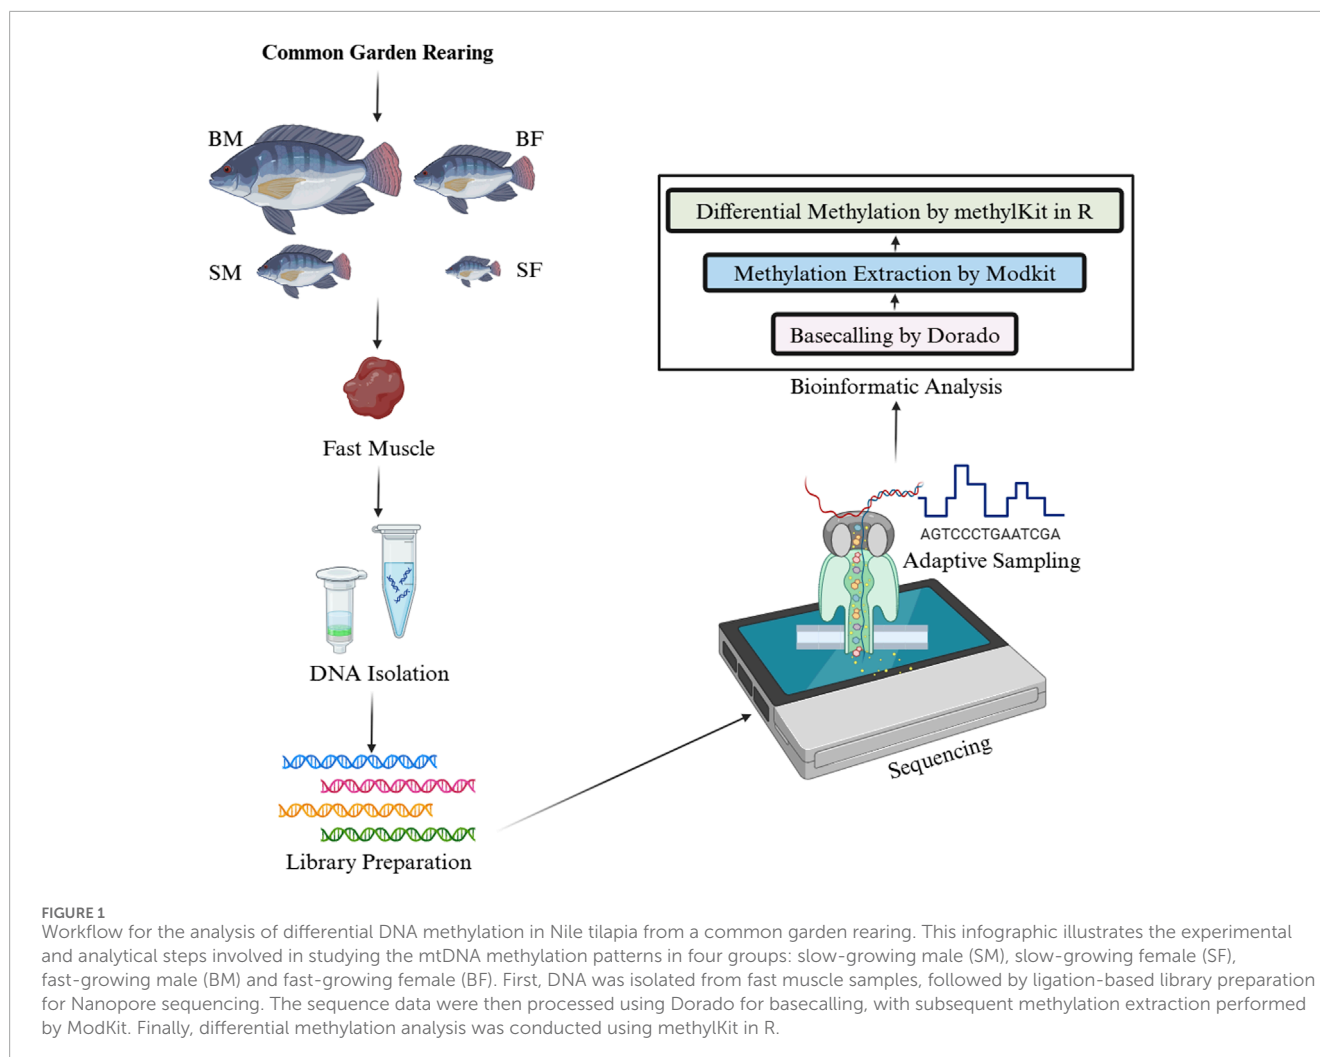 Common Garden Rearing
BM
BF
SM
SF
Fast Muscle
DNA Isolation
Library Preparation
Differential Methylation by methylKit in R
Methylation Extraction by Modkit
Basecalling by Dorado
Bioinformatic Analysis
AGTCCCTGAATCGA
Adaptive Sampling
Sequencing
FIGURE 1
Workflow for the analysis of differential DNA methylation in Nile tilapia from a common garden rearing. This infographic illustrates the experimental
and analytical steps involved in studying the mtDNA methylation patterns in four groups: slow-growing male (SM), slow-growing female (SF),
fast-growing male (BM) and fast-growing female (BF). First, DNA was isolated from fast muscle samples, followed by ligation-based library preparation
for Nanopore sequencing. The sequence data were then processed using Dorado for basecalling, with subsequent methylation extraction performed
by ModKit. Finally, differential methylation analysis was conducted using methylKit in R.